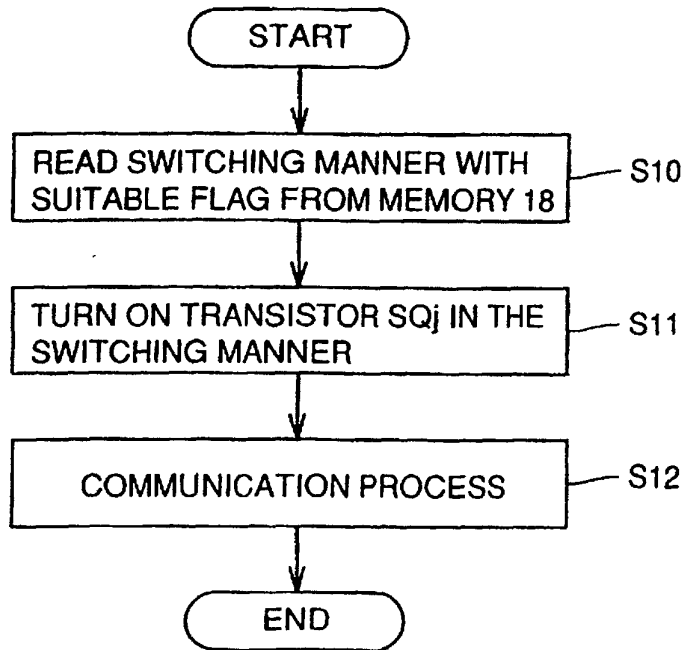 START
READ SWITCHING MANNER WITH
SUITABLE FLAG FROM MEMORY 18
S10
TURN ON TRANSISTOR SQj IN THE
SWITCHING MANNER
S11
COMMUNICATION PROCESS
S12
END